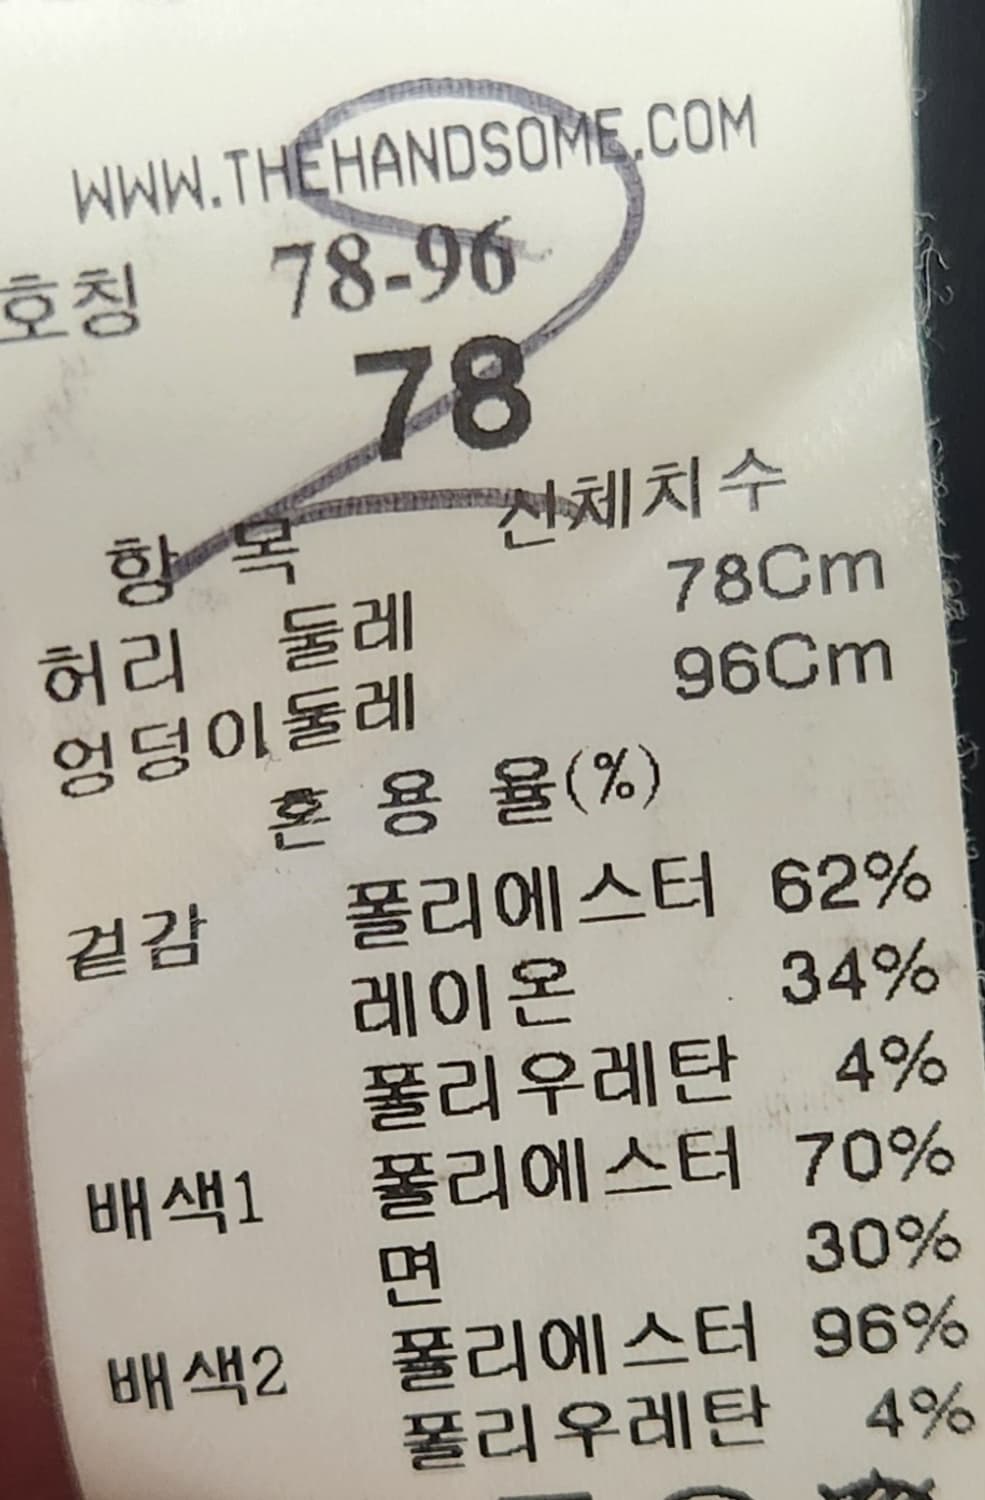 WWW.THEHANDSOME.COM
호칭 78-96
78
항 목 신체치수
허리 둘레 78Cm
엉덩이둘레 96Cm
혼 용 율(%)
겉감 폴리에스터 62%
레이온 34%
폴리우레탄 4%
배색1 폴리에스터 70%
면 30%
배색2 폴리에스터 96%
폴리우레탄 4%